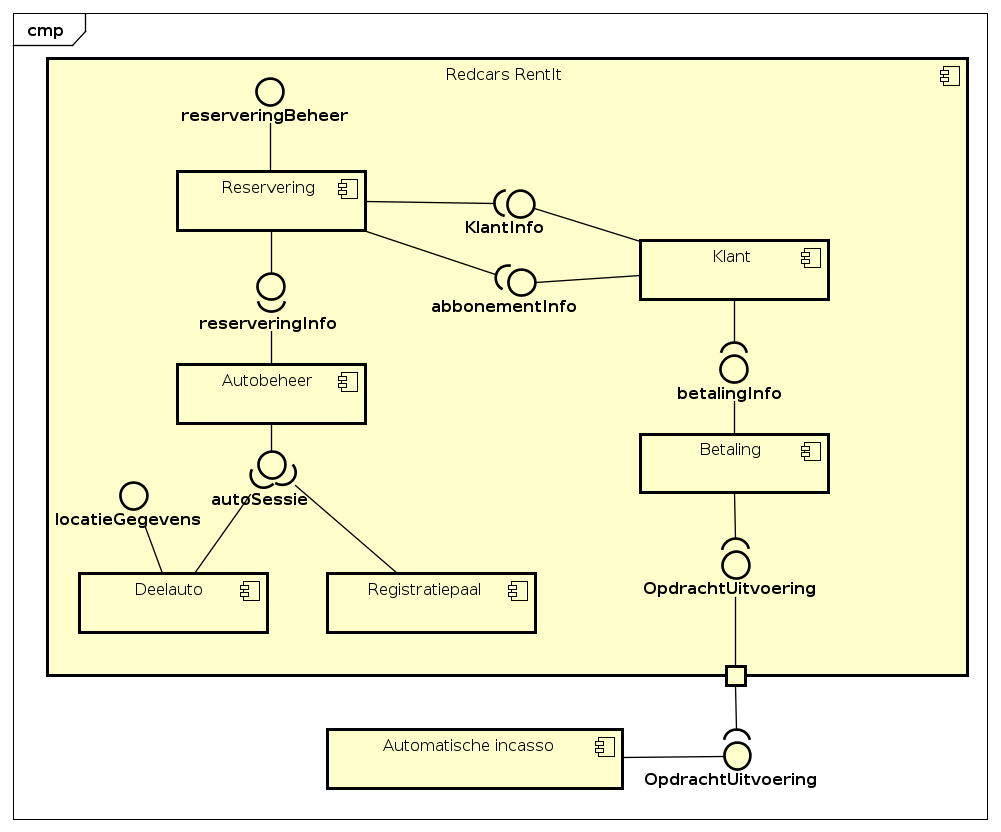 cmp
Redcars RentIt
reserveringBeheer
Reservering
KlantInfo
Klant
abbonementInfo
reserveringInfo
Autobeheer
betalingInfo
Betaling
autoSessie
locatieGegevens
Deelauto
Registratiepaal
OpdrachtUitvoering
Automatische incasso
OpdrachtUitvoering